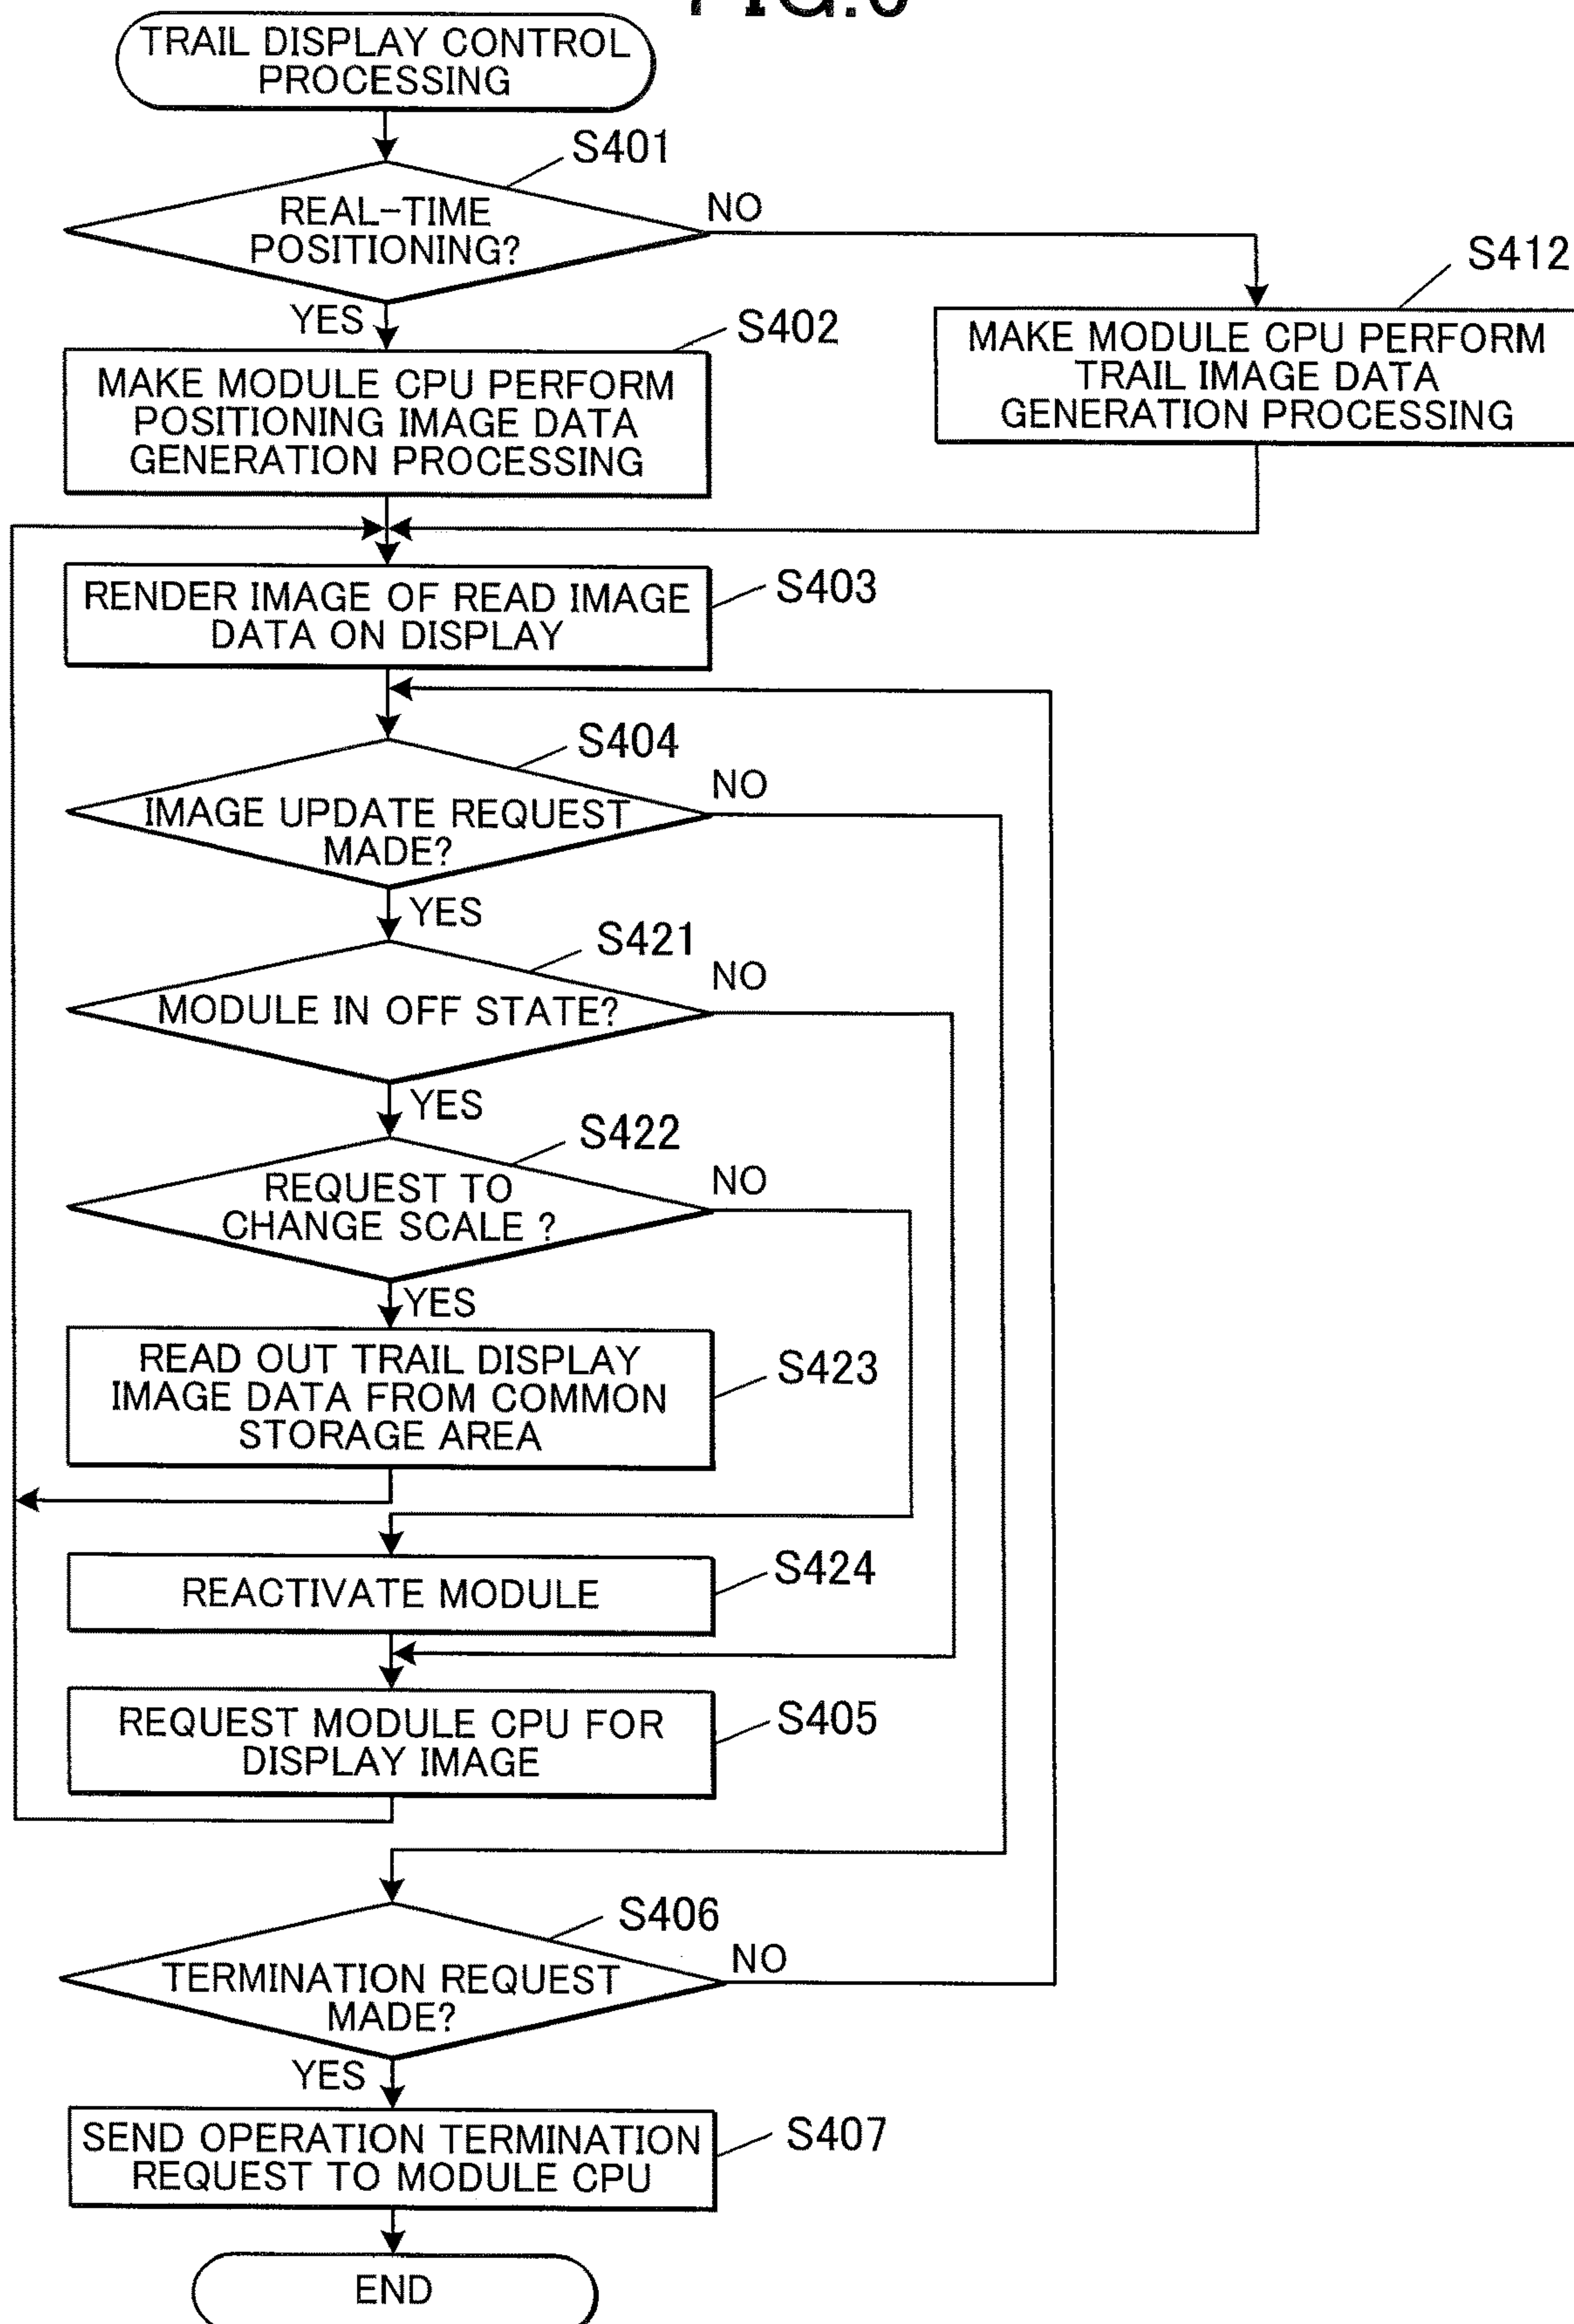 TRAIL DISPLAY CONTROL
PROCESSING
S401
REAL-TIME
POSITIONING?
NO
YES
S412
MAKE MODULE CPU PERFORM
TRAIL IMAGE DATA
GENERATION PROCESSING
S402
MAKE MODULE CPU PERFORM
POSITIONING IMAGE DATA
GENERATION PROCESSING
S403
RENDER IMAGE OF READ IMAGE
DATA ON DISPLAY
S404
IMAGE UPDATE REQUEST
MADE?
NO
YES
S421
MODULE IN OFF STATE?
NO
YES
S422
REQUEST TO
CHANGE SCALE ?
NO
YES
S423
READ OUT TRAIL DISPLAY
IMAGE DATA FROM COMMON
STORAGE AREA
S424
REACTIVATE MODULE
S405
REQUEST MODULE CPU FOR
DISPLAY IMAGE
S406
TERMINATION REQUEST
MADE?
NO
YES
S407
SEND OPERATION TERMINATION
REQUEST TO MODULE CPU
END